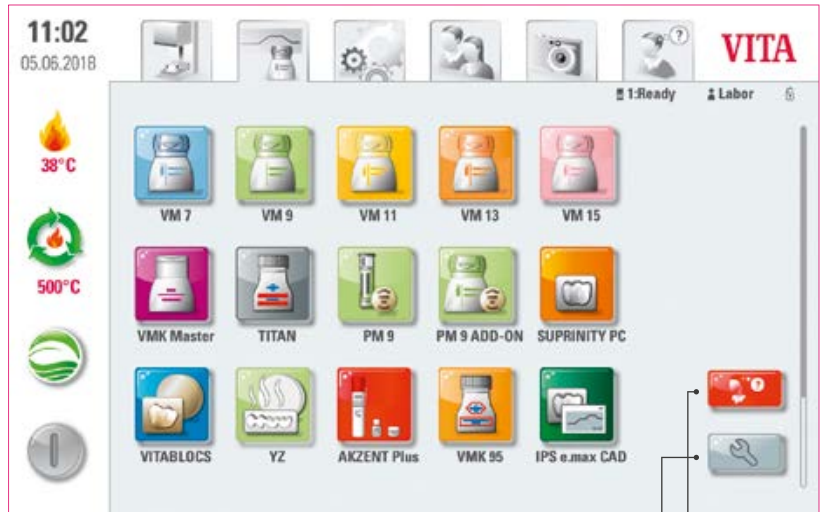 11:02
05.06.2018
VITA
1:Ready
Labor
38°C
500°C
VM 7
VM 9
VM 11
VM 13
VM 15
VMK Master
TITAN
PM 9
PM 9 ADD-ON
SUPRINITY PC
VITABLOCS
YZ
AKZENT Plus
VMK 95
IPS e.max CAD